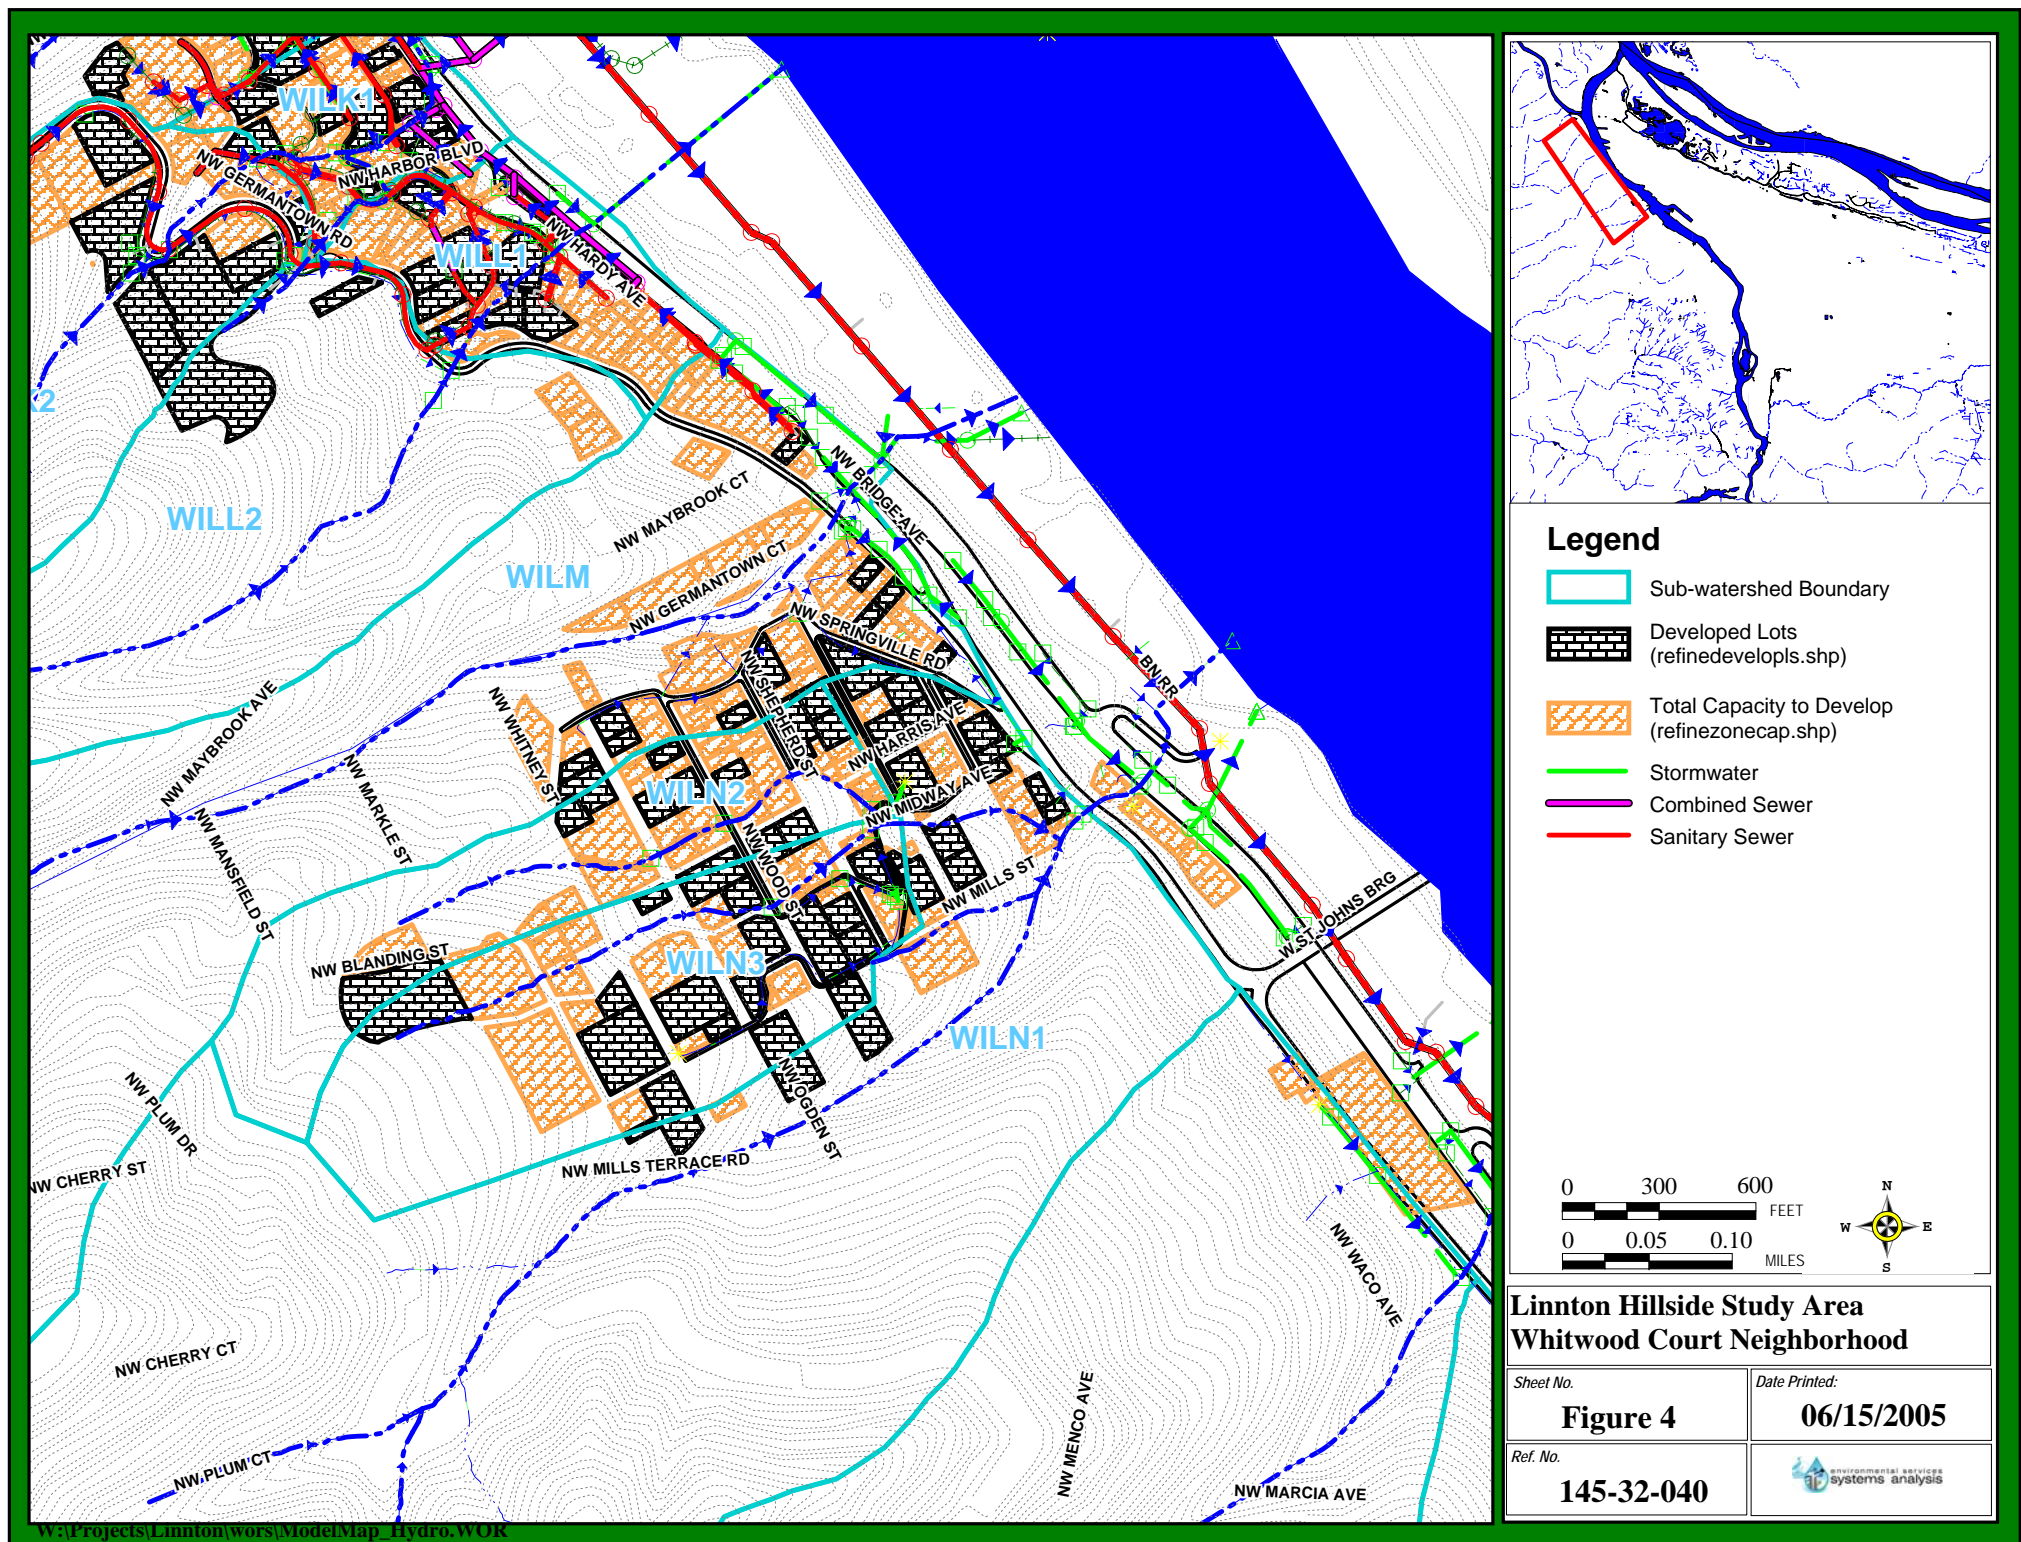 WILK1
NW HARBOR BLVD
NW GERMANTOWN RD
WILL1
NW HARDY AVE
WILL2
NW MAYBROOK CT
NW BRIDGE AVE
WILM
NW GERMANTOWN CT
NW SPRINGVILLE RD
BN RR
NW MAYBROOK AVE
NW WHITNEY ST
NW SHEPHERD ST
NW HARRIS AVE
NW MARKLE ST
WILN2
NW MIDWAY AVE
NW MANSFIELD ST
NW WOOD ST
NW MILLS ST
W ST JOHNS BRG
NW BLANDING ST
WILN3
WILN1
NW PLUM DR
NW OGDEN ST
NW CHERRY ST
NW MILLS TERRACE RD
NW WACO AVE
NW CHERRY CT
NW MENCO AVE
NW PLUM CT
NW MARCIA AVE
W:\Projects\Linnton\wors\ModelMap_Hydro.WOR
Legend
Sub-watershed Boundary
Developed Lots
(refinedevelopls.shp)
Total Capacity to Develop
(refinezonecap.shp)
Stormwater
Combined Sewer
Sanitary Sewer
0 300 600
FEET
0 0.05 0.10
MILES
N
W E
S
Linnton Hillside Study Area
Whitwood Court Neighborhood
Sheet No.
Figure 4
Date Printed:
06/15/2005
Ref. No.
145-32-040
environmental services
systems analysis